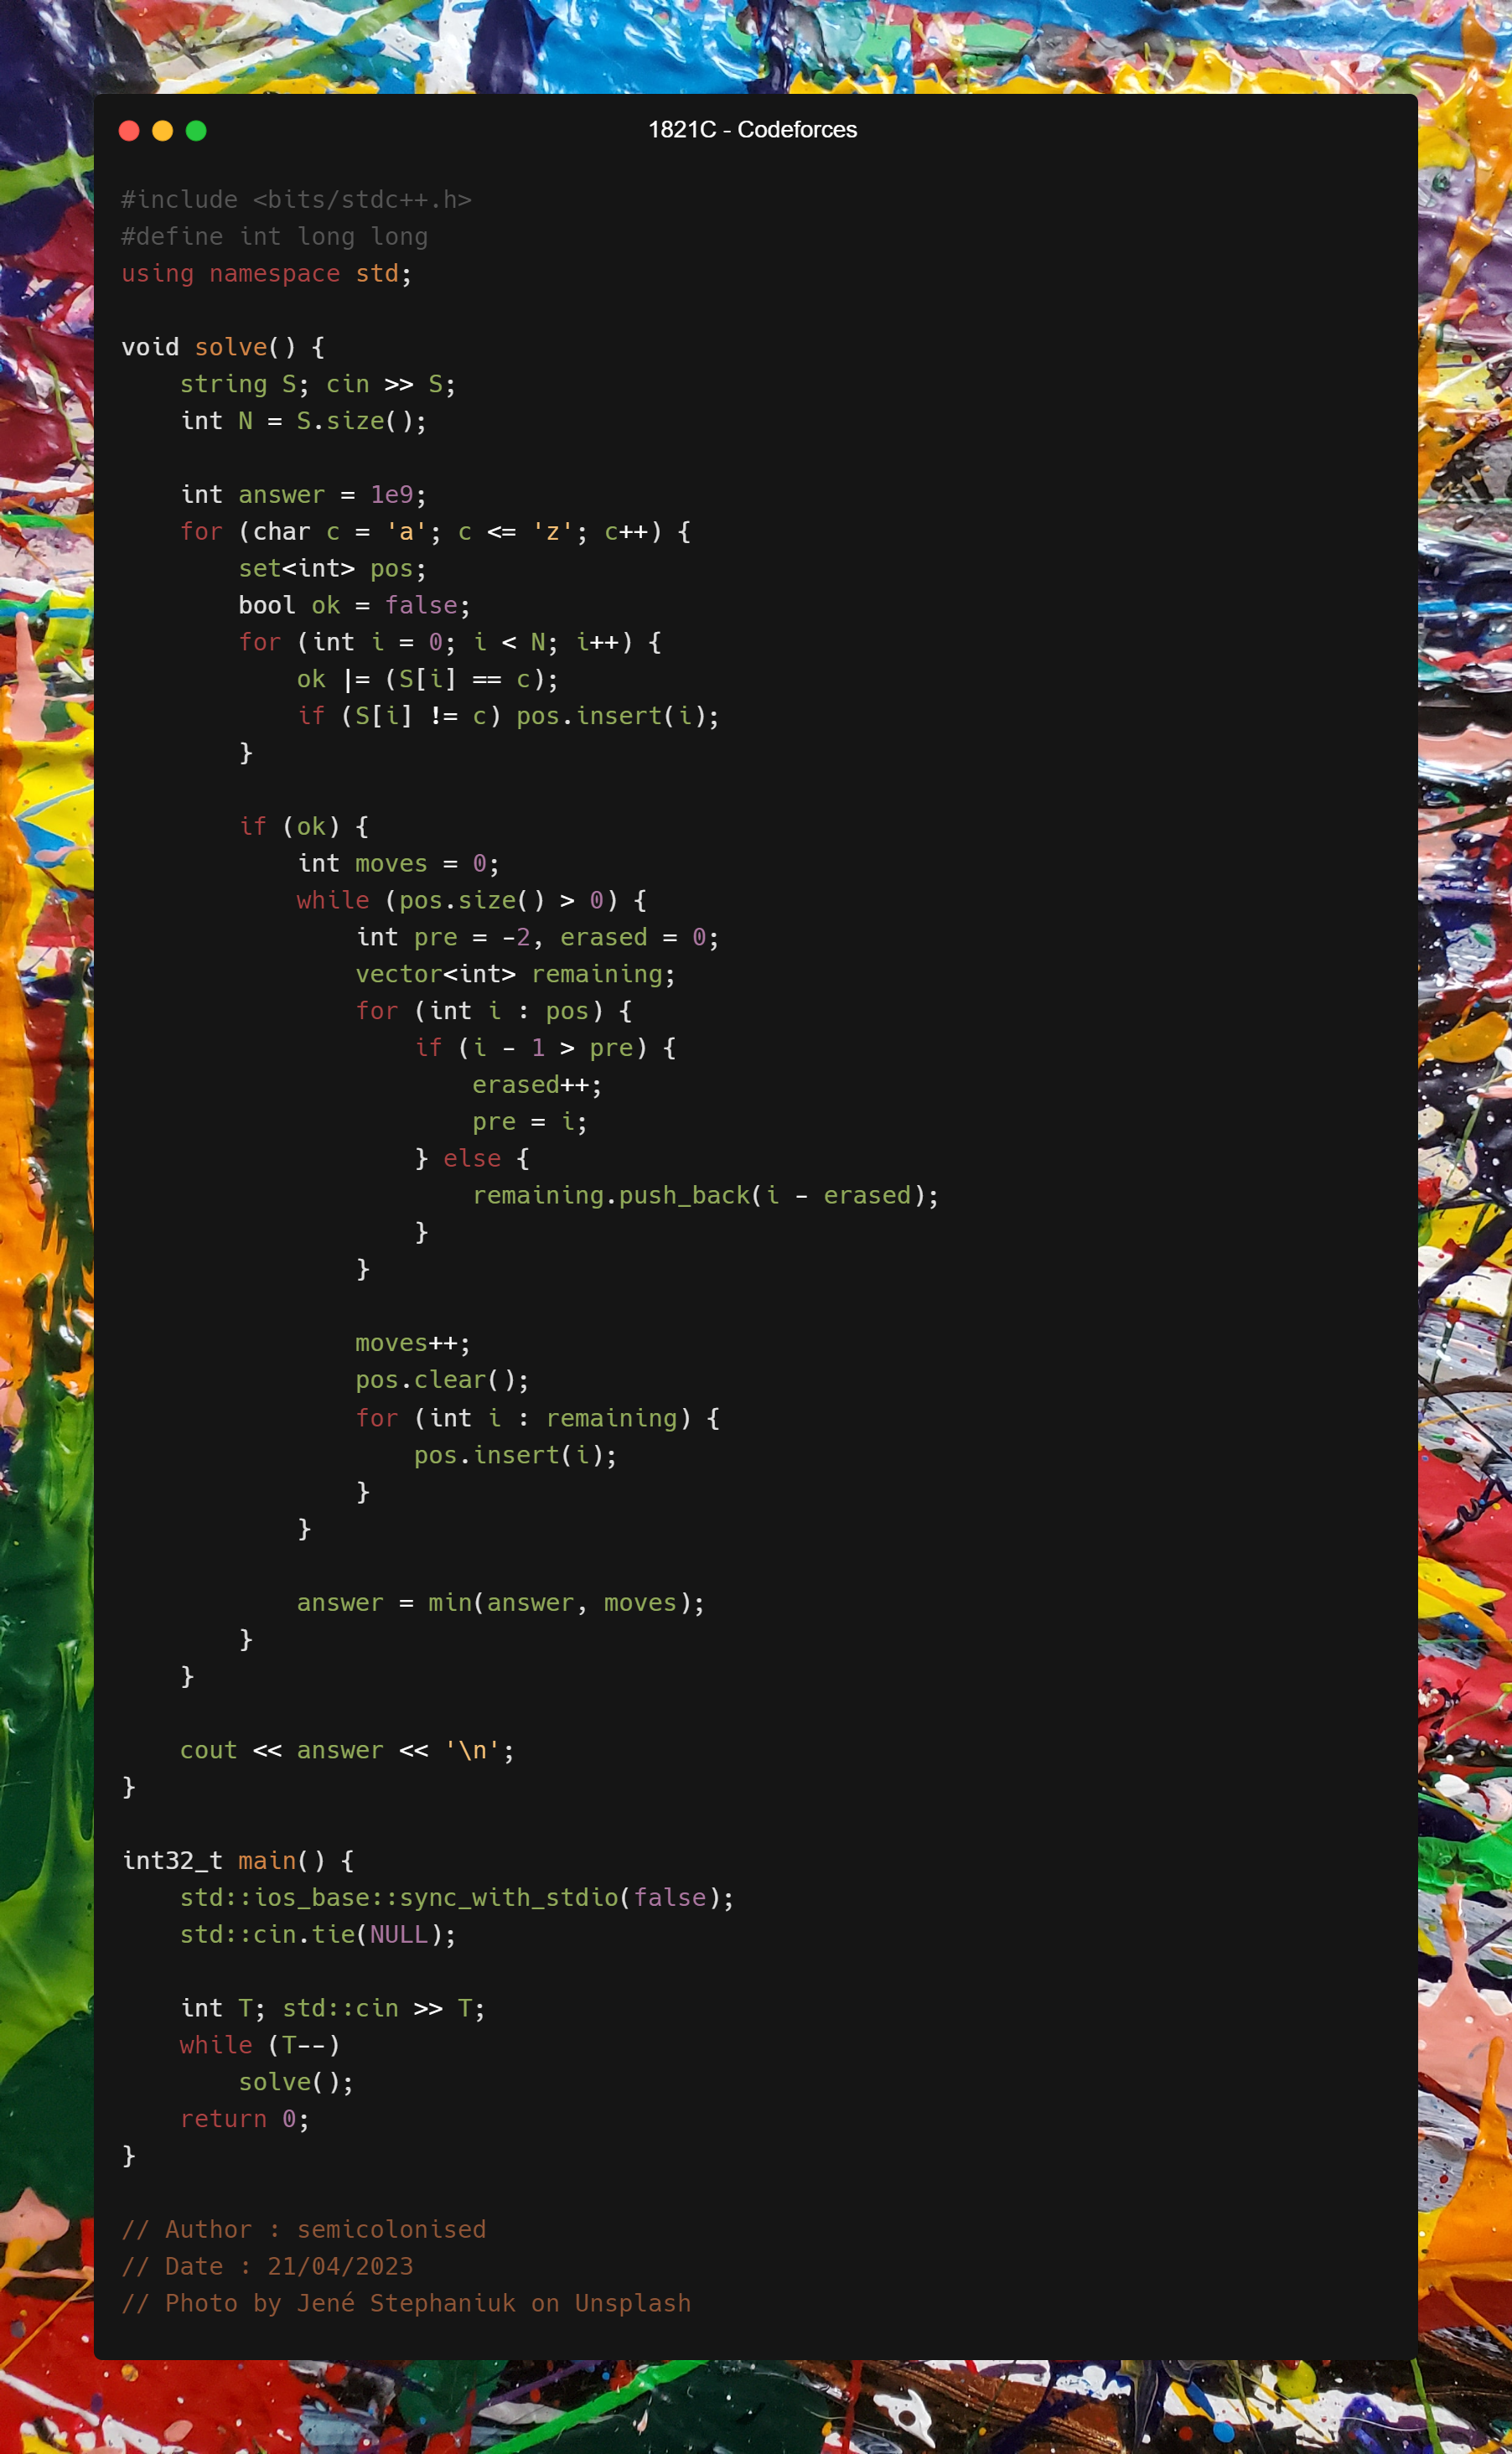 1821C - Codeforces
#include <bits/stdc++.h>
#define int long long
using namespace std;

void solve() {
    string S; cin >> S;
    int N = S.size();

    int answer = 1e9;
    for (char c = 'a'; c <= 'z'; c++) {
        set<int> pos;
        bool ok = false;
        for (int i = 0; i < N; i++) {
            ok |= (S[i] == c);
            if (S[i] != c) pos.insert(i);
        }

        if (ok) {
            int moves = 0;
            while (pos.size() > 0) {
                int pre = -2, erased = 0;
                vector<int> remaining;
                for (int i : pos) {
                    if (i - 1 > pre) {
                        erased++;
                        pre = i;
                    } else {
                        remaining.push_back(i - erased);
                    }
                }

                moves++;
                pos.clear();
                for (int i : remaining) {
                    pos.insert(i);
                }
            }

            answer = min(answer, moves);
        }
    }

    cout << answer << '\n';
}

int32_t main() {
    std::ios_base::sync_with_stdio(false);
    std::cin.tie(NULL);

    int T; std::cin >> T;
    while (T--)
        solve();
    return 0;
}

// Author : semicolonised
// Date : 21/04/2023
// Photo by Jené Stephaniuk on Unsplash